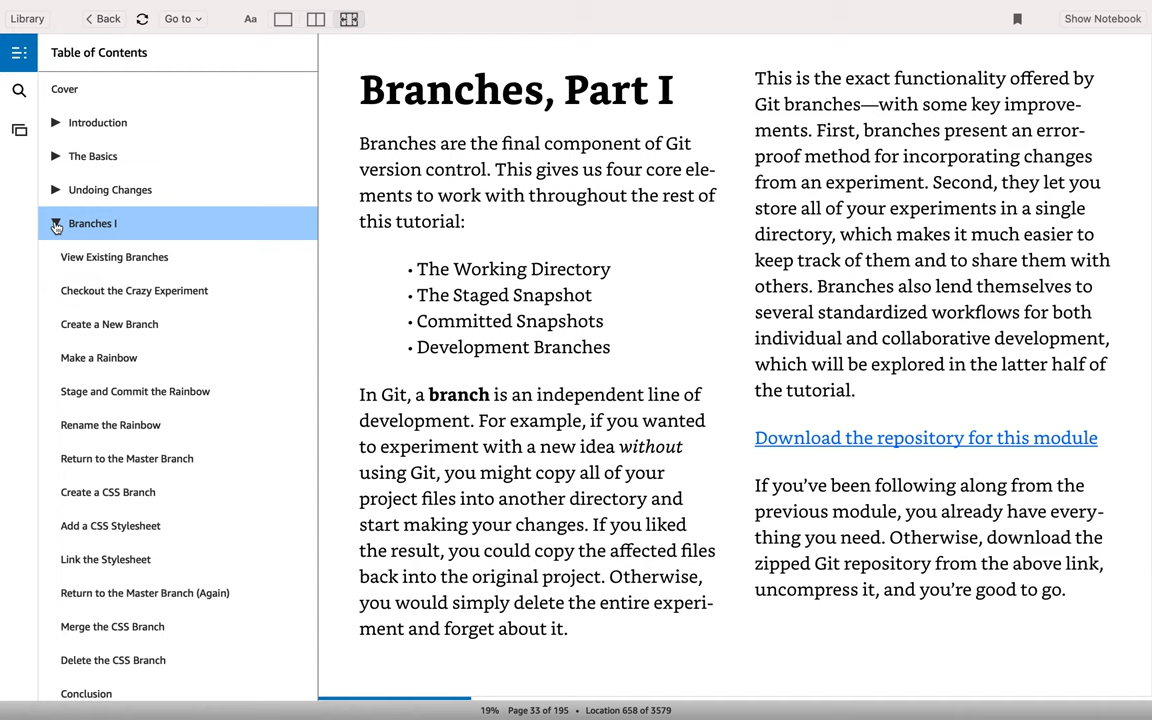 Library
Back
Go to
Aa
Show Notebook
Table of Contents
Cover
Introduction
The Basics
Undoing Changes
Branches I
View Existing Branches
Checkout the Crazy Experiment
Create a New Branch
Make a Rainbow
Stage and Commit the Rainbow
Rename the Rainbow
Return to the Master Branch
Create a CSS Branch
Add a CSS Stylesheet
Link the Stylesheet
Return to the Master Branch (Again)
Merge the CSS Branch
Delete the CSS Branch
Conclusion
Branches, Part I
Branches are the final component of Git
version control. This gives us four core ele-
ments to work with throughout the rest of
this tutorial:
• The Working Directory
• The Staged Snapshot
• Committed Snapshots
• Development Branches
In Git, a branch is an independent line of
development. For example, if you wanted
to experiment with a new idea without
using Git, you might copy all of your
project files into another directory and
start making your changes. If you liked
the result, you could copy the affected files
back into the original project. Otherwise,
you would simply delete the entire experi-
ment and forget about it.
This is the exact functionality offered by
Git branches—with some key improve-
ments. First, branches present an error-
proof method for incorporating changes
from an experiment. Second, they let you
store all of your experiments in a single
directory, which makes it much easier to
keep track of them and to share them with
others. Branches also lend themselves to
several standardized workflows for both
individual and collaborative development,
which will be explored in the latter half of
the tutorial.
Download the repository for this module
If you’ve been following along from the
previous module, you already have every-
thing you need. Otherwise, download the
zipped Git repository from the above link,
uncompress it, and you’re good to go.
19% Page 33 of 195 • Location 658 of 3579